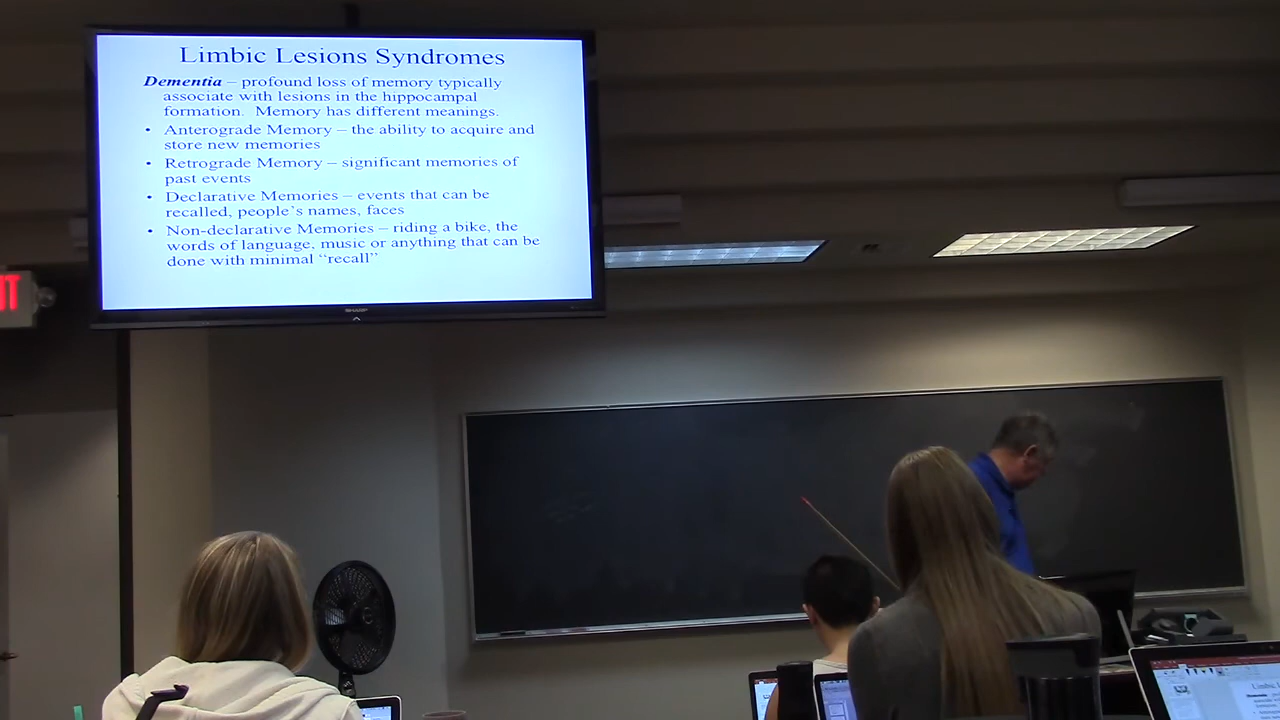 Limbic Lesions Syndromes
Dementia – profound loss of memory typically
associate with lesions in the hippocampal
formation. Memory has different meanings.
• Anterograde Memory – the ability to acquire and
store new memories
• Retrograde Memory – significant memories of
past events
• Declarative Memories – events that can be
recalled, people's names, faces
• Non-declarative Memories – riding a bike, the
words of language, music or anything that can be
done with minimal “recall”
SHARP
IT